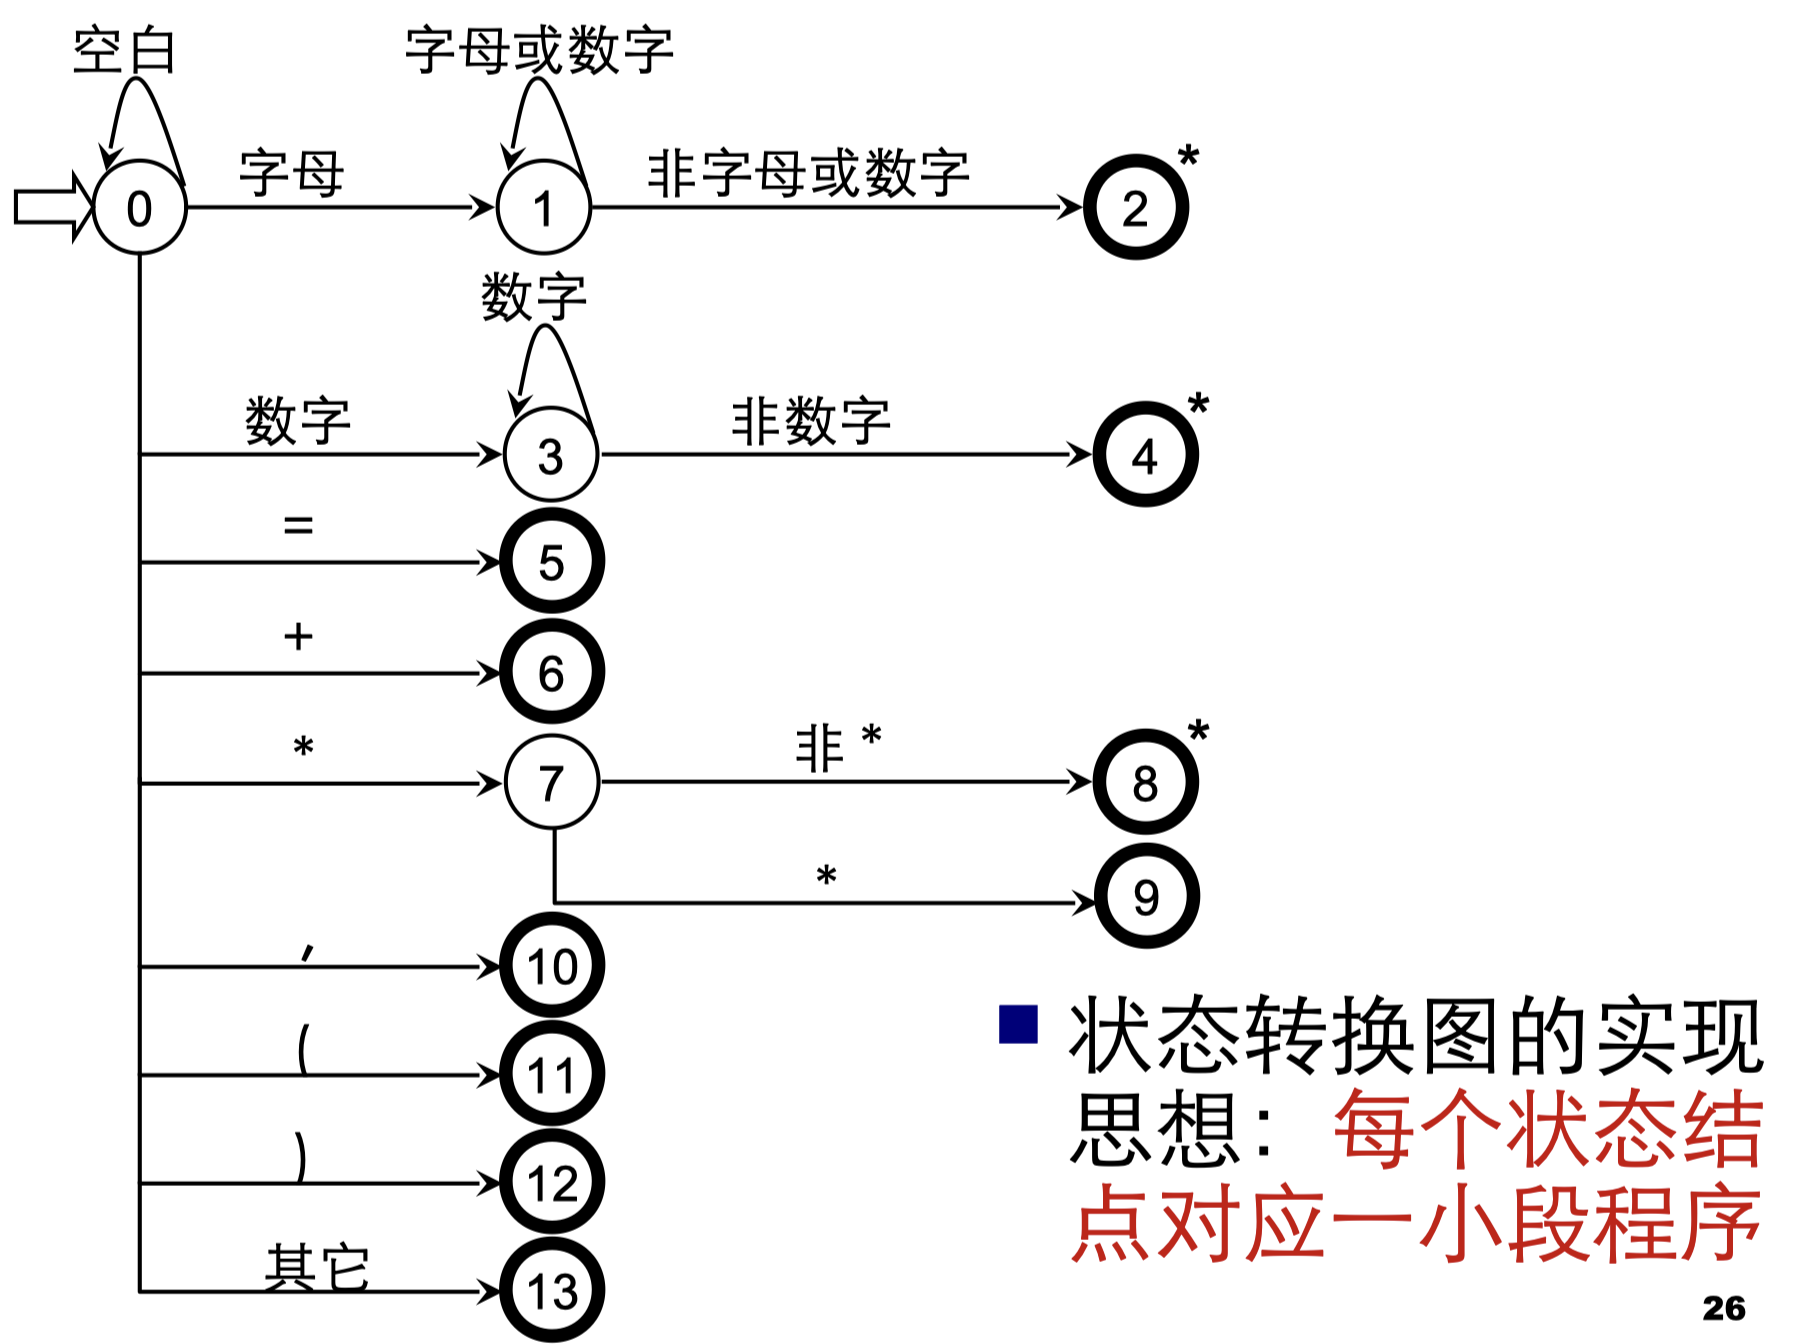 空白
字母或数字
0
字母
1
非字母或数字
2
*
数字
数字
3
非数字
4
*
=
5
+
6
*
7
非 *
8
*
*
9
,
10
(
11
)
12
其它
13
■ 状态转换图的实现
思想：每个状态结
点对应一小段程序
26